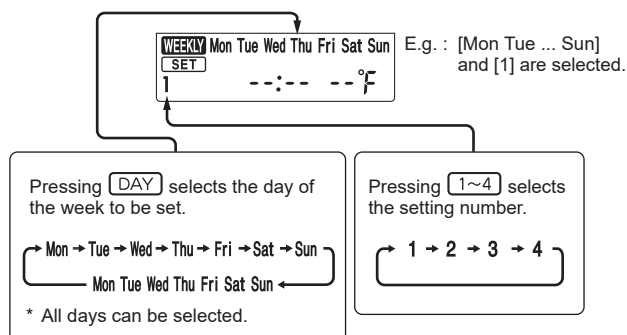 WEEKLY Mon Tue Wed Thu Fri Sat Sun
SET
1 --:-- --°F
E.g. : [Mon Tue ... Sun]
and [1] are selected.
Pressing DAY selects the day of
the week to be set.
Mon → Tue → Wed → Thu → Fri → Sat → Sun
Mon Tue Wed Thu Fri Sat Sun ←
* All days can be selected.
Pressing 1~4 selects
the setting number.
1 → 2 → 3 → 4